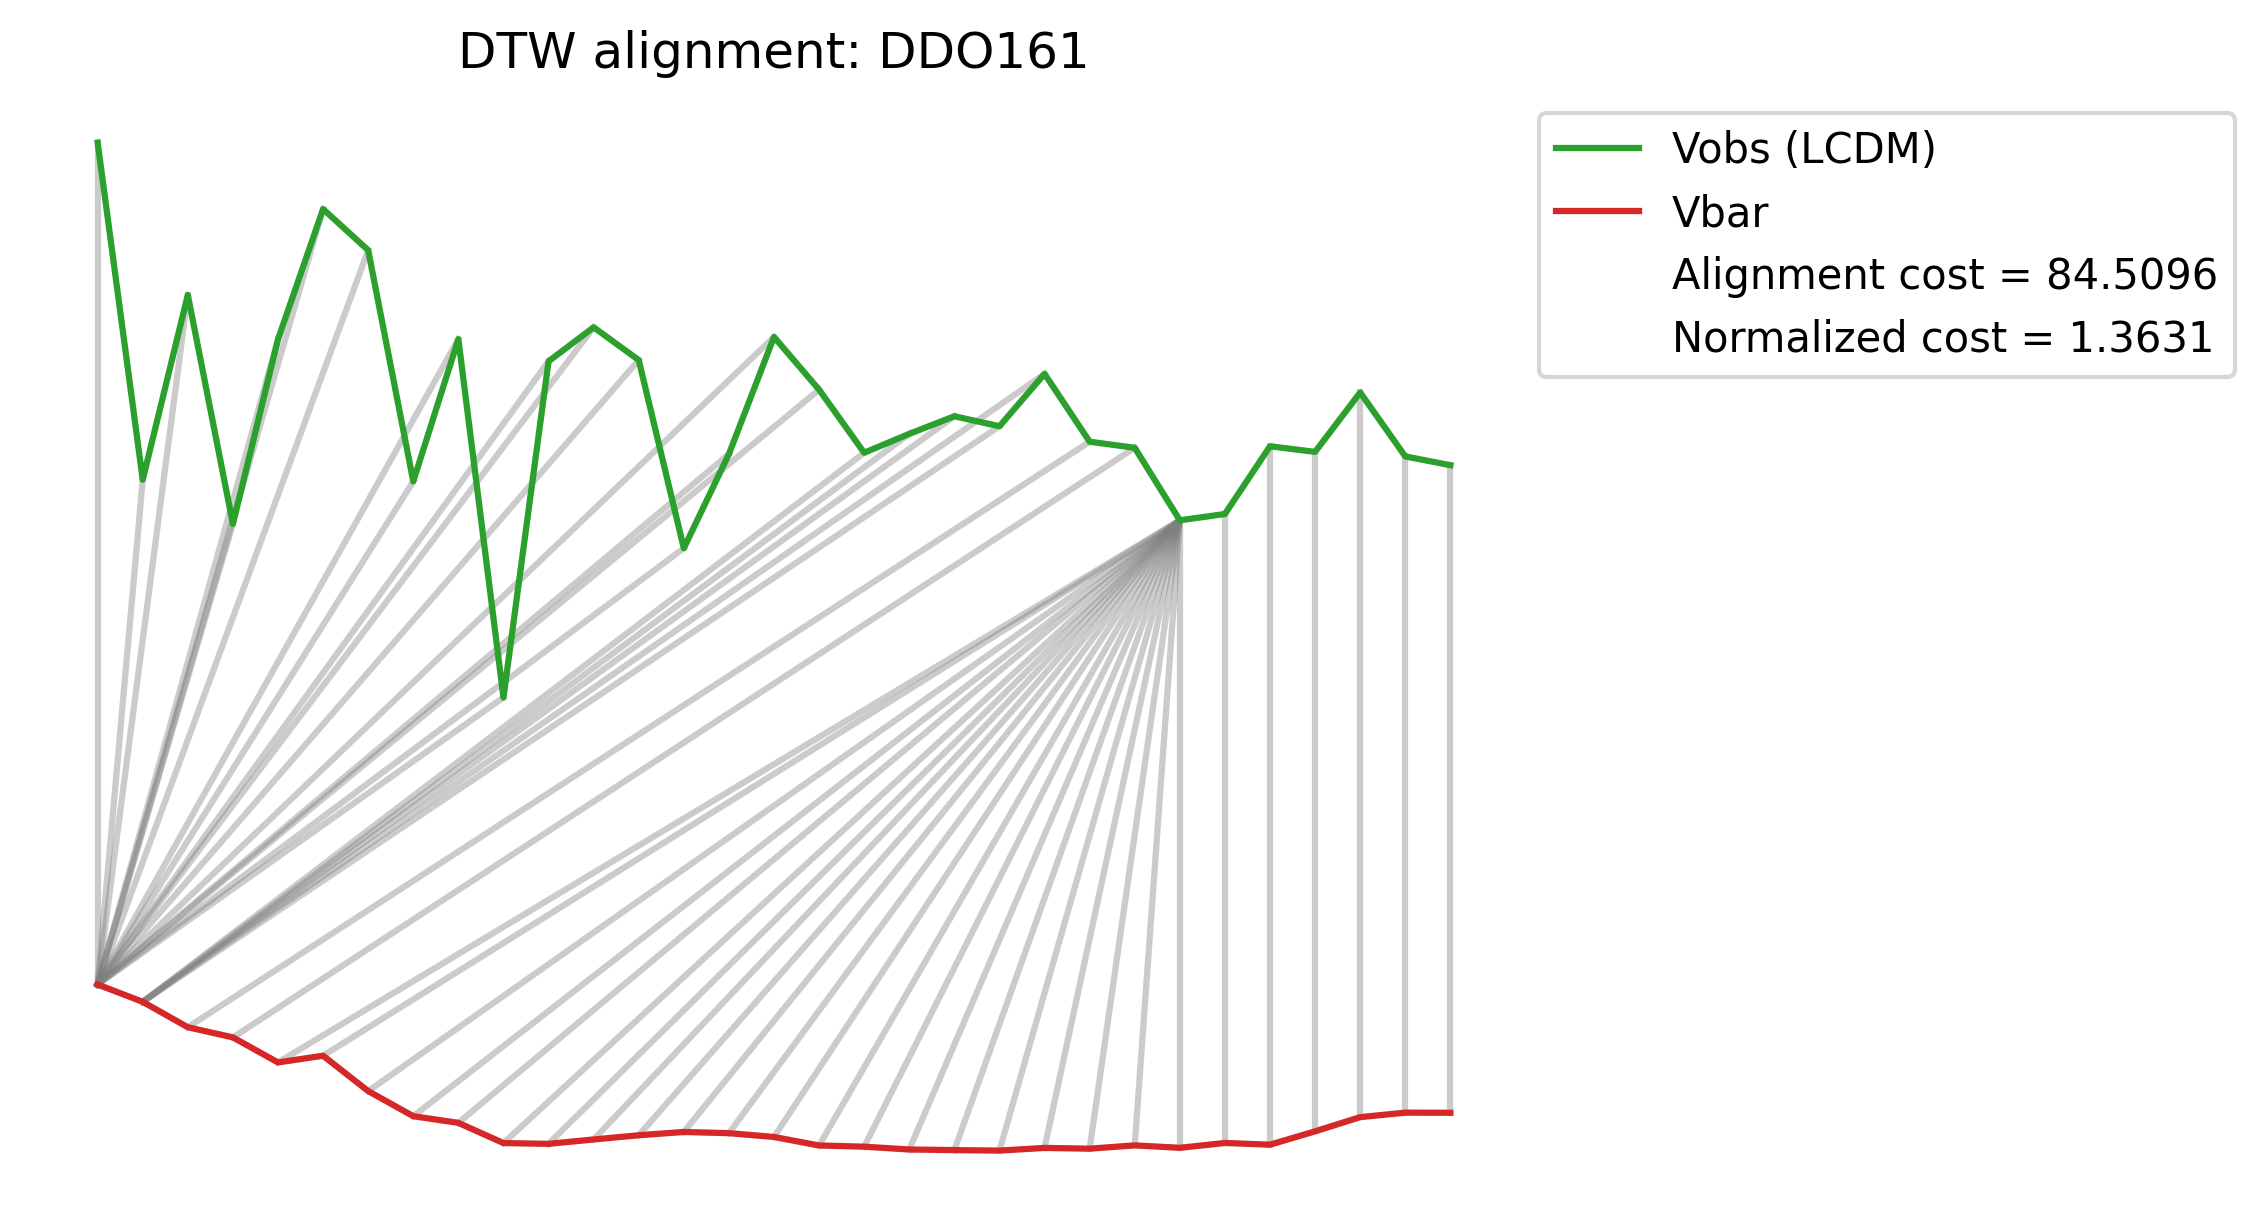 DTW alignment: DDO161
Vobs (LCDM)
Vbar
Alignment cost = 84.5096
Normalized cost = 1.3631